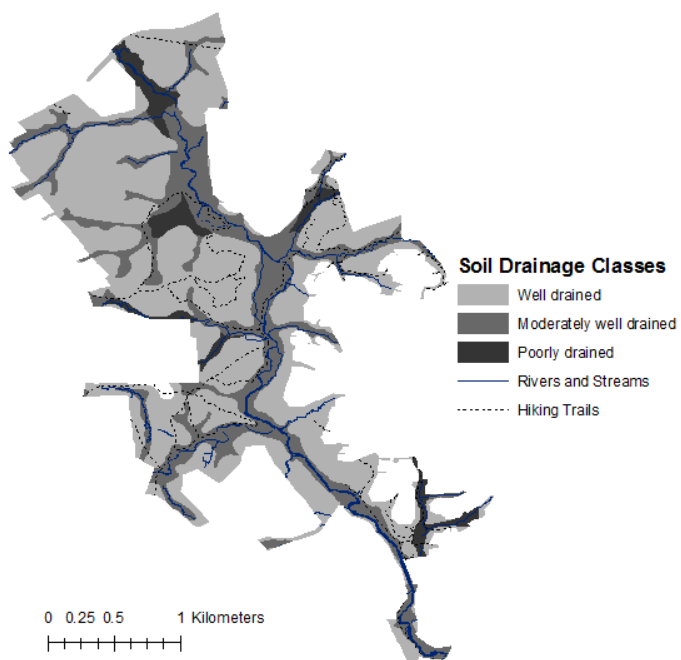 Soil Drainage Classes
Well drained
Moderately well drained
Poorly drained
Rivers and Streams
Hiking Trails
0 0.25 0.5 1 Kilometers